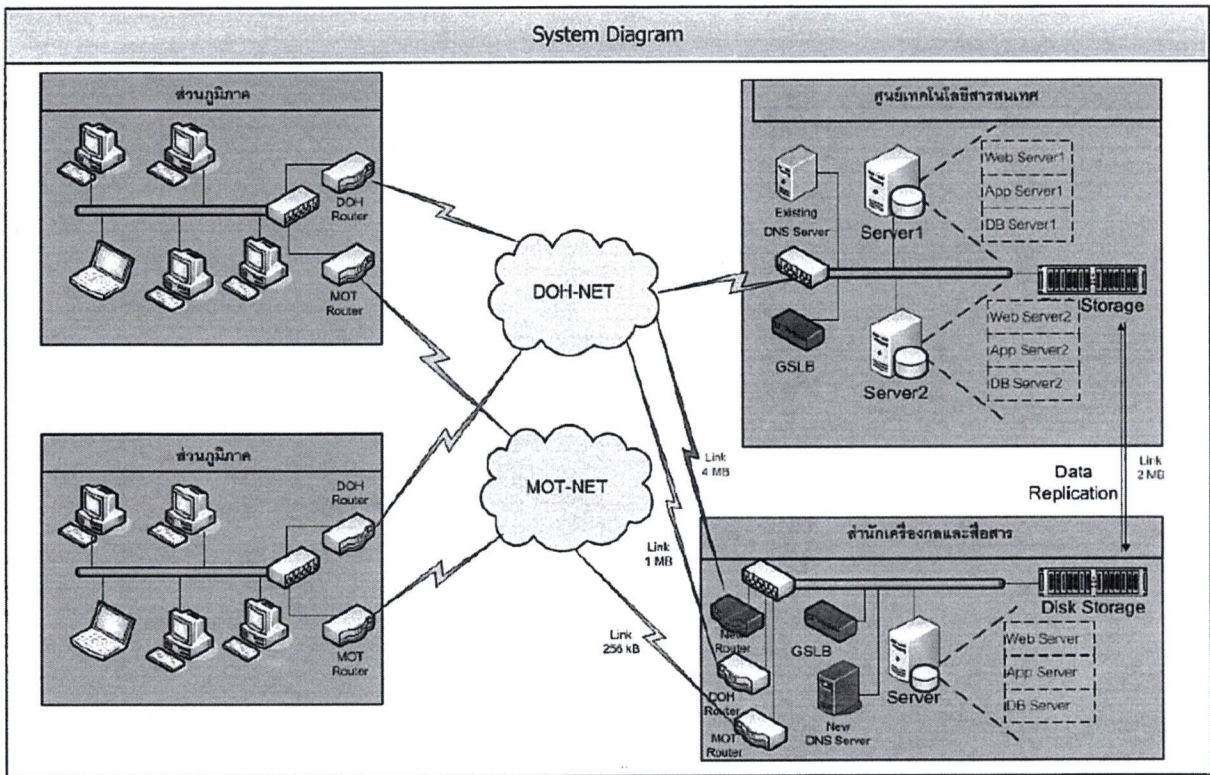 System Diagram
ส่วนภูมิภาค
DOH
Router
MOT
Router
ส่วนภูมิภาค
DOH
Router
MOT
Router
DOH-NET
MOT-NET
Link
4 MB
Link
1 MB
Link
256 kB
ศูนย์เทคโนโลยีสารสนเทศ
Existing
DNS Server
Server1
Web Server1
App Server1
DB Server1
GSLB
Server2
Web Server2
App Server2
DB Server2
Storage
Data
Replication
Link
2 MB
สำนักเครื่องกลและสื่อสาร
New
Router
DOH
Router
MOT
Router
GSLB
New
DNS Server
Server
Disk Storage
Web Server
App Server
DB Server